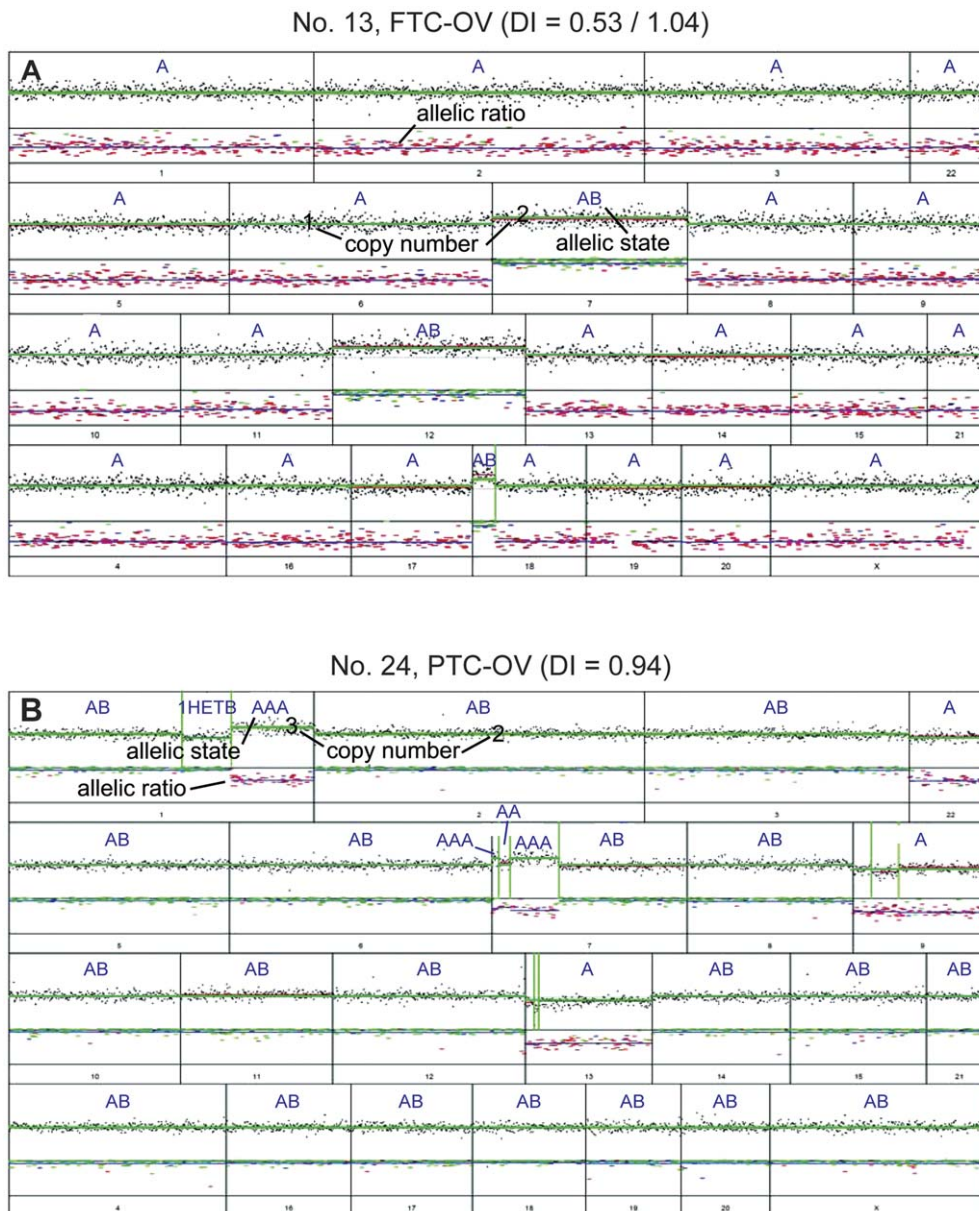 No. 13, FTC-OV (DI = 0.53 / 1.04)
A
A A A A
allelic ratio
1 2 3 22
A A AB A A
1 2
copy number allelic state
5 6 7 8 9
A A AB A A A A
10 11 12 13 14 15 21
A A A AB A A A A
4 16 17 18 19 20 X
No. 24, PTC-OV (DI = 0.94)
B
AB 1HETB AAA AB AB A
3 2
allelic state copy number
allelic ratio
1 2 3 22
AA
AB AB AAA AAA AB AB A
5 6 7 8 9
AB AB AB A AB AB AB
10 11 12 13 14 15 21
AB AB AB AB AB AB AB
4 16 17 18 19 20 X